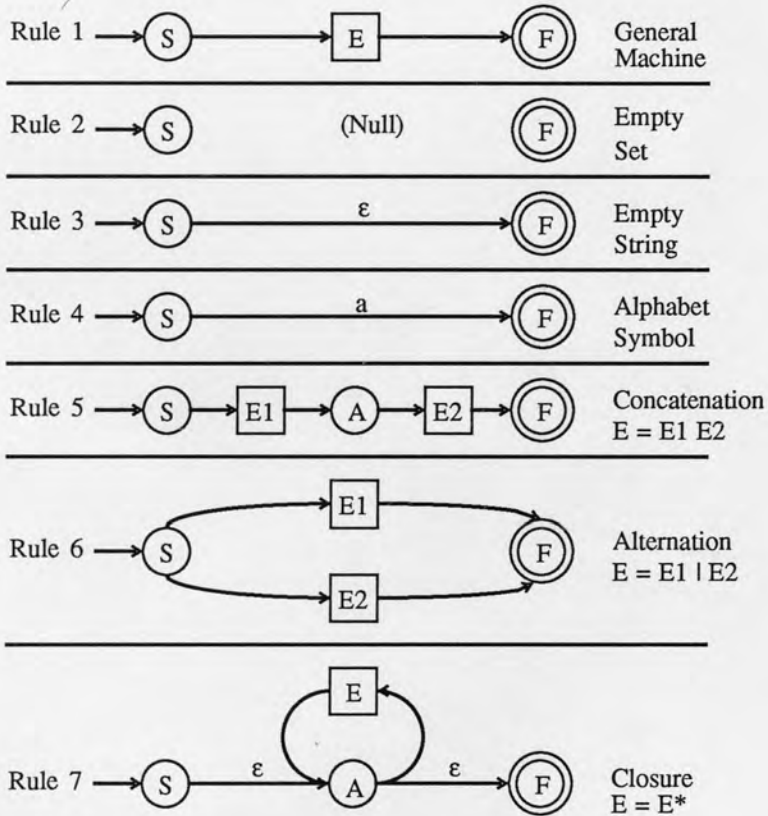 Rule 1 S E F General
Machine
Rule 2 S (Null) F Empty
Set
Rule 3 S ε F Empty
String
Rule 4 S a F Alphabet
Symbol
Rule 5 S E1 A E2 F Concatenation
E = E1 E2
E1
Rule 6 S F Alternation
E2 E = E1 | E2
E
Rule 7 S ε A ε F Closure
E = E*